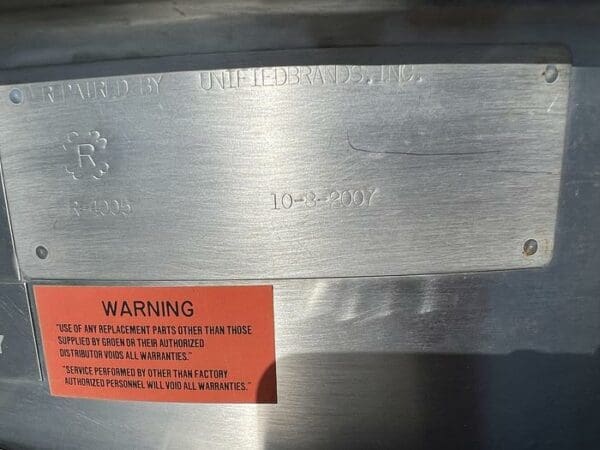 REPAIRED BY UNIFIEDBRANDS, INC.
R
R-4005
10-8-2007
WARNING
"USE OF ANY REPLACEMENT PARTS OTHER THAN THOSE
SUPPLIED BY GROEN OR THEIR AUTHORIZED
DISTRIBUTOR VOIDS ALL WARRANTIES."
"SERVICE PERFORMED BY OTHER THAN FACTORY
AUTHORIZED PERSONNEL WILL VOID ALL WARRANTIES."